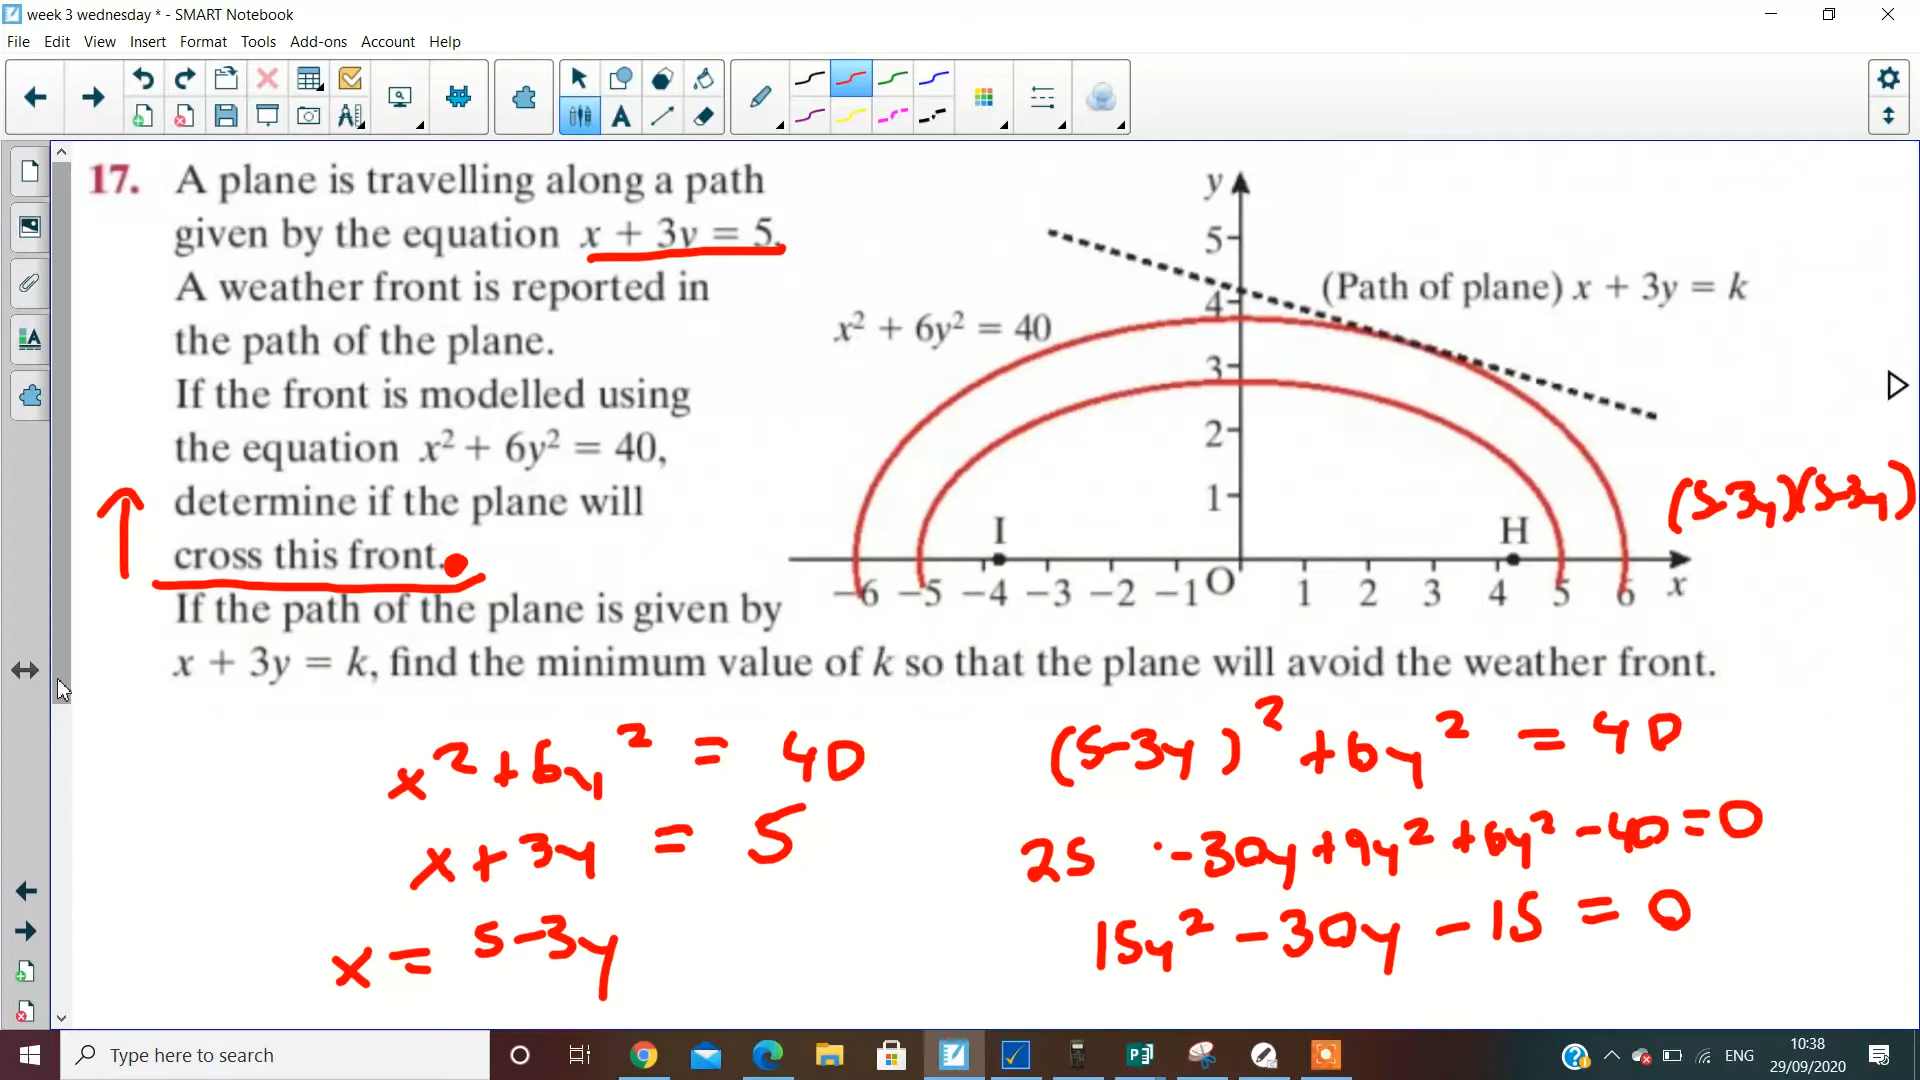 week 3 wednesday * - SMART Notebook
File Edit View Insert Format Tools Add-ons Account Help
17. A plane is travelling along a path
given by the equation x + 3y = 5.
A weather front is reported in
the path of the plane.
If the front is modelled using
the equation x² + 6y² = 40,
determine if the plane will
cross this front.
If the path of the plane is given by
x + 3y = k, find the minimum value of k so that the plane will avoid the weather front.
y
5
(Path of plane) x + 3y = k
4
x² + 6y² = 40
3
2
1
(5-3y)(5-3y)
I H
-6 -5 -4 -3 -2 -1 O 1 2 3 4 5 6 x
x² + 6y² = 40
x + 3y = 5
x = 5-3y
(5-3y)² + 6y² = 40
25 -30y + 9y² + 6y² - 40 = 0
15y² - 30y - 15 = 0
Type here to search
ENG
10:38
29/09/2020